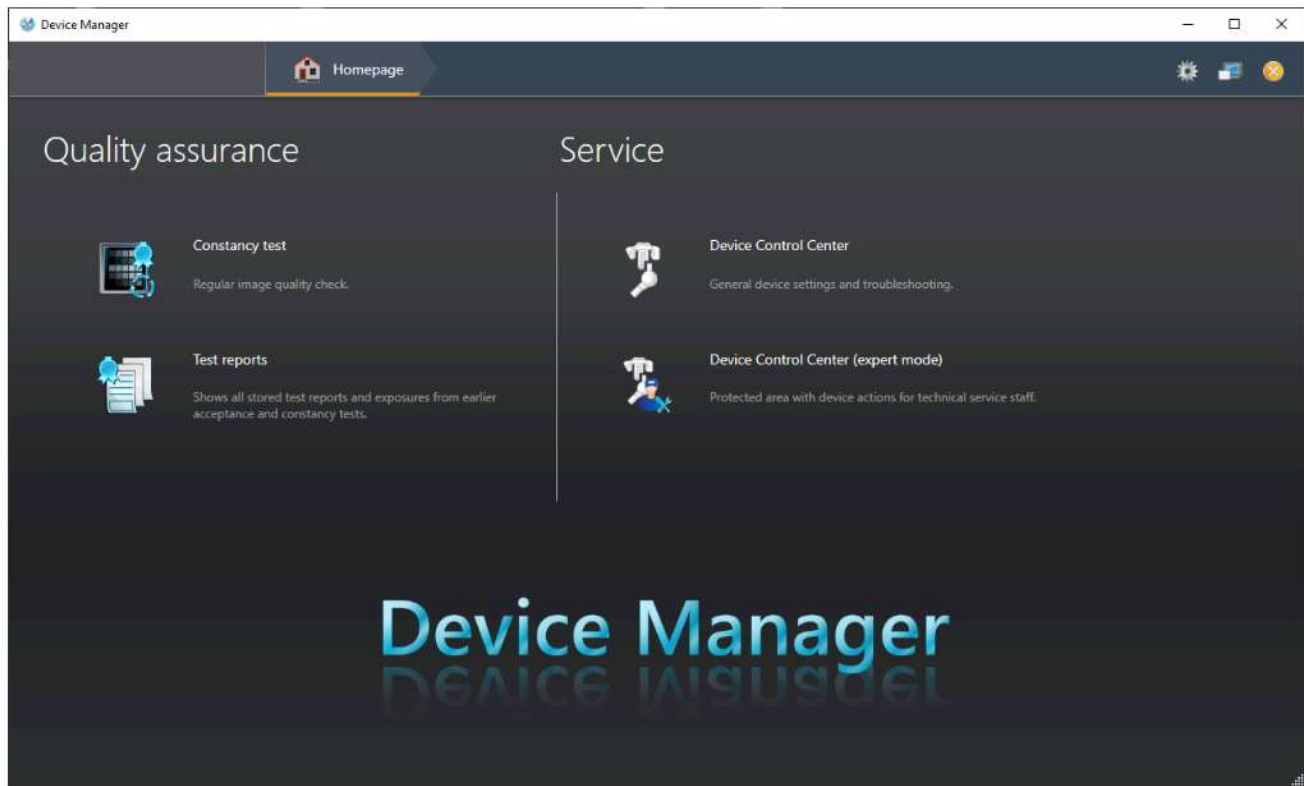 Device Manager
Homepage
Quality assurance
Service
Constancy test
Regular image quality check.
Device Control Center
General device settings and troubleshooting.
Test reports
Shows all stored test reports and exposures from earlier
acceptance and constancy tests.
Device Control Center (expert mode)
Protected area with device actions for technical service staff.
Device Manager